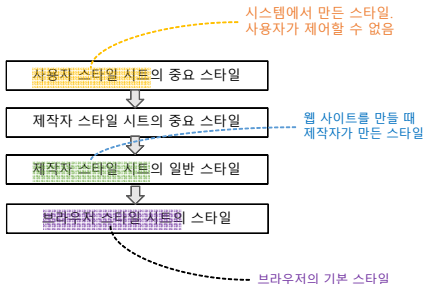 시스템에서 만든 스타일.
사용자가 제어할 수 없음
사용자 스타일 시트의 중요 스타일
제작자 스타일 시트의 중요 스타일
웹 사이트를 만들 때
제작자가 만든 스타일
제작자 스타일 시트의 일반 스타일
브라우저 스타일 시트의 스타일
브라우저의 기본 스타일